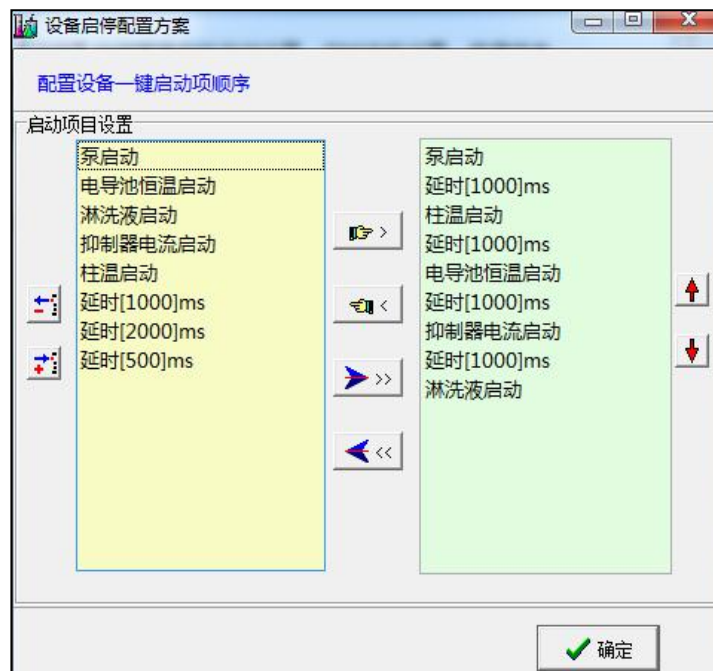 设备启停配置方案
配置设备一键启动项顺序
启动项目设置
泵启动
电导池恒温启动
淋洗液启动
抑制器电流启动
柱温启动
延时[1000]ms
延时[2000]ms
延时[500]ms
>
<
>>
<<
泵启动
延时[1000]ms
柱温启动
延时[1000]ms
电导池恒温启动
延时[1000]ms
抑制器电流启动
延时[1000]ms
淋洗液启动
确定